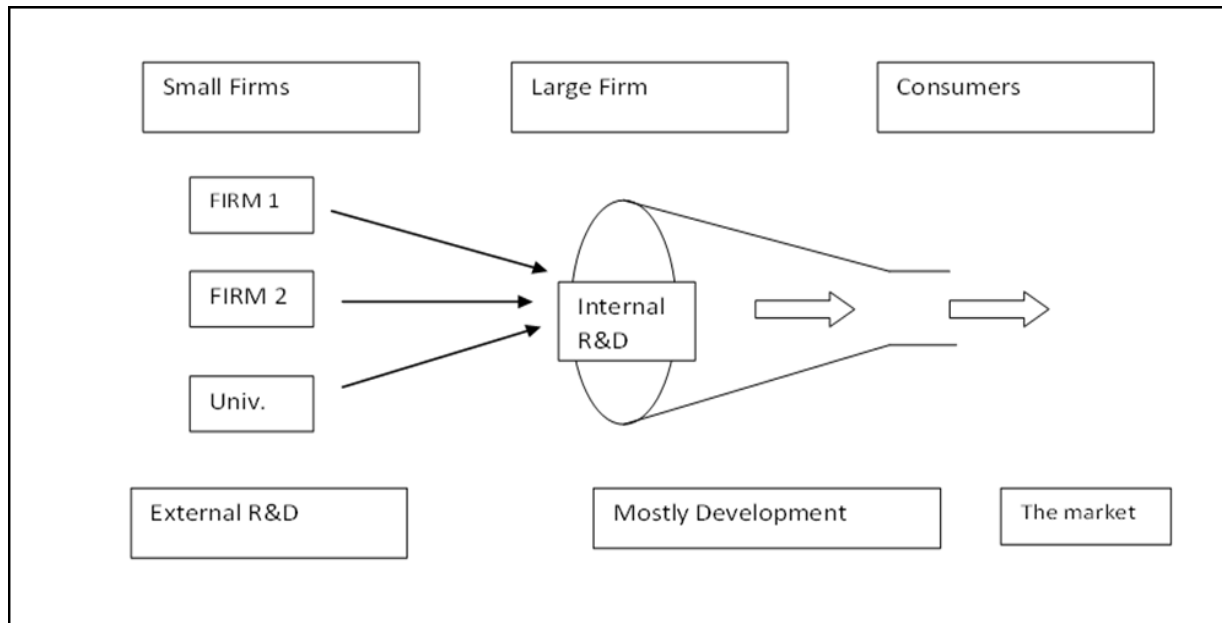 Small Firms
Large Firm
Consumers
FIRM 1
FIRM 2
Internal
R&D
Univ.
External R&D
Mostly Development
The market